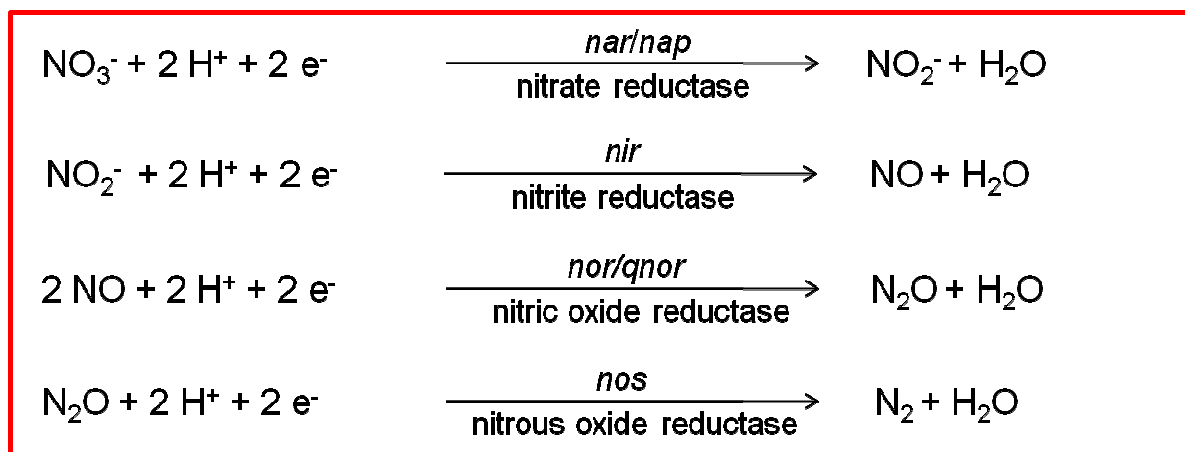 NO₃⁻ + 2 H⁺ + 2 e⁻ nar/nap NO₂⁻ + H₂O
nitrate reductase
NO₂⁻ + 2 H⁺ + 2 e⁻ nir NO + H₂O
nitrite reductase
2 NO + 2 H⁺ + 2 e⁻ nor/qnor N₂O + H₂O
nitric oxide reductase
N₂O + 2 H⁺ + 2 e⁻ nos N₂ + H₂O
nitrous oxide reductase